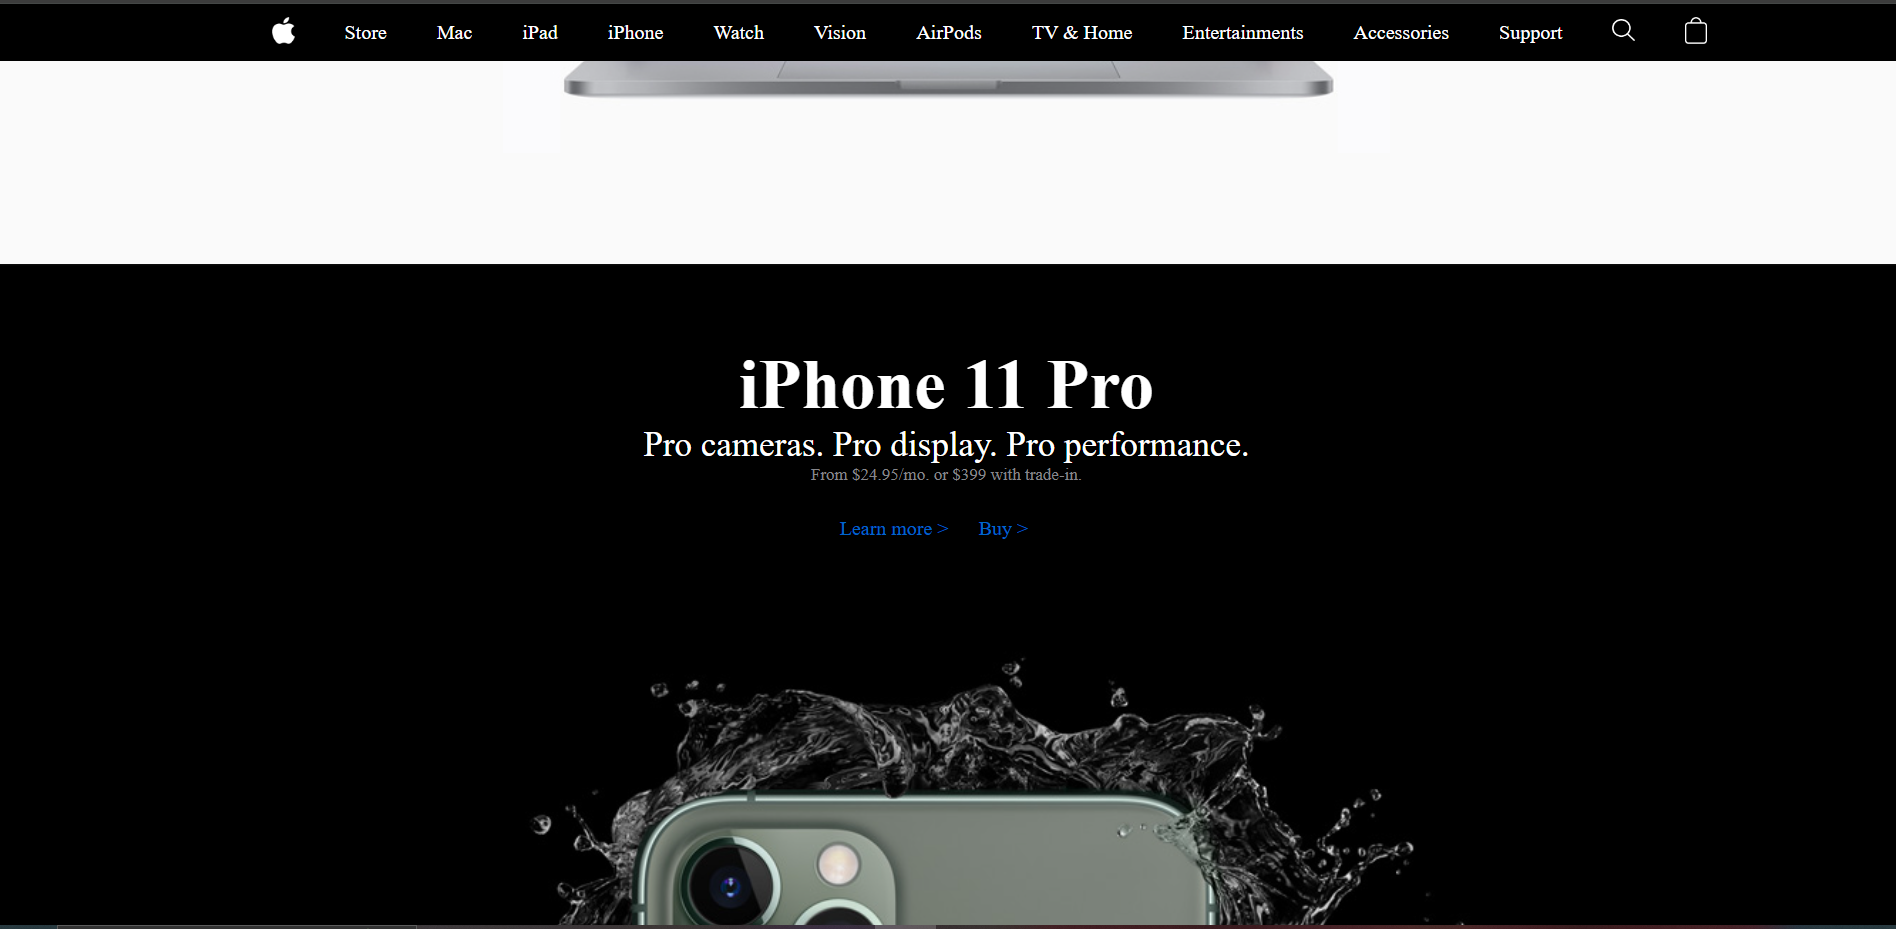 Store Mac iPad iPhone Watch Vision AirPods TV & Home Entertainments Accessories Support
iPhone 11 Pro
Pro cameras. Pro display. Pro performance.
From $24.95/mo. or $399 with trade-in.
Learn more > Buy >